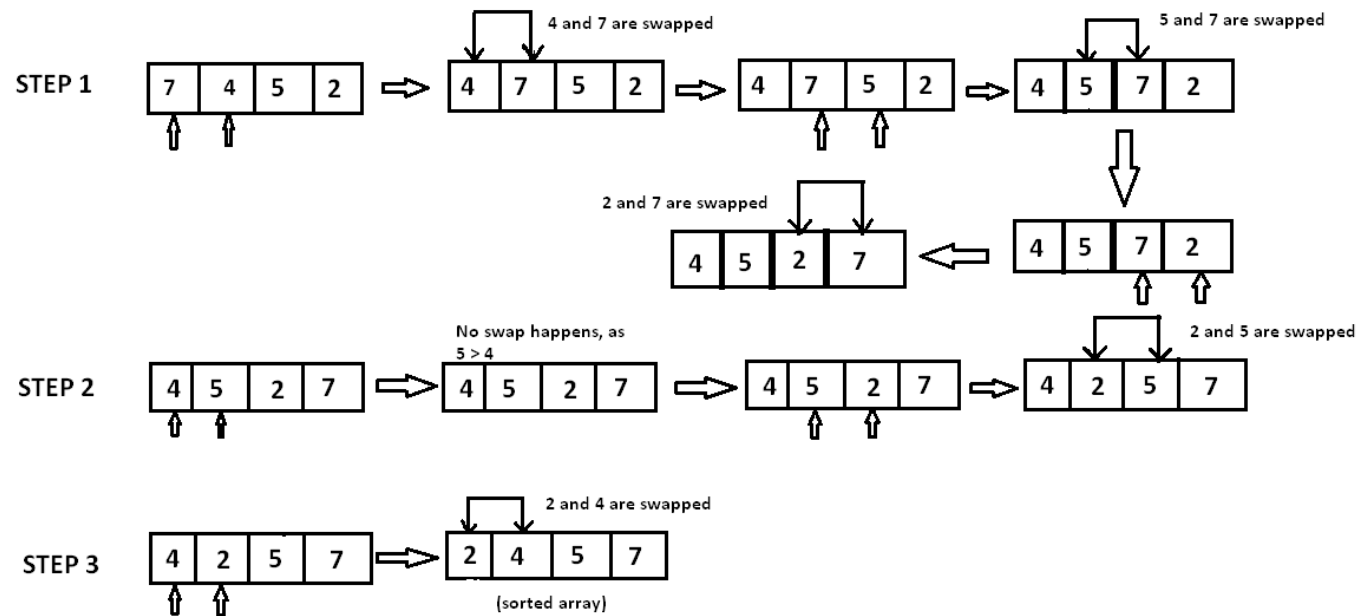 4 and 7 are swapped
5 and 7 are swapped
STEP 1
7 4 5 2
4 7 5 2
4 7 5 2
4 5 7 2
2 and 7 are swapped
4 5 2 7
4 5 7 2
No swap happens, as
5 > 4
2 and 5 are swapped
STEP 2
4 5 2 7
4 5 2 7
4 5 2 7
4 2 5 7
2 and 4 are swapped
STEP 3
4 2 5 7
2 4 5 7
(sorted array)